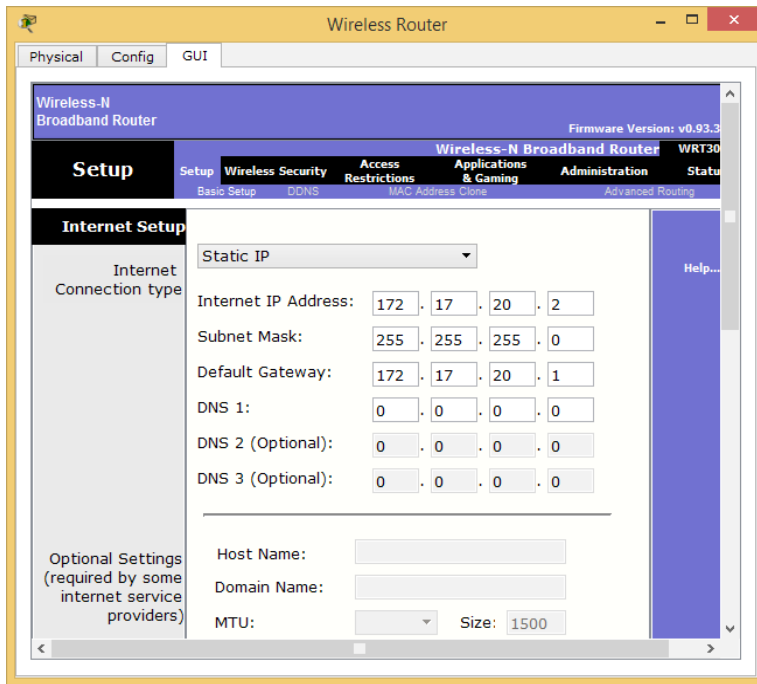 Wireless Router
Physical Config GUI
Wireless-N
Broadband Router
Firmware Version: v0.93.3
Wireless-N Broadband Router WRT30
Setup
Setup Wireless Security Access Restrictions Applications & Gaming Administration Statu
Basic Setup DDNS MAC Address Clone Advanced Routing
Internet Setup
Internet Connection type
Static IP
Help...
Internet IP Address: 172 . 17 . 20 . 2
Subnet Mask: 255 . 255 . 255 . 0
Default Gateway: 172 . 17 . 20 . 1
DNS 1: 0 . 0 . 0 . 0
DNS 2 (Optional): 0 . 0 . 0 . 0
DNS 3 (Optional): 0 . 0 . 0 . 0
Optional Settings
(required by some
internet service
providers)
Host Name:
Domain Name:
MTU: Size: 1500